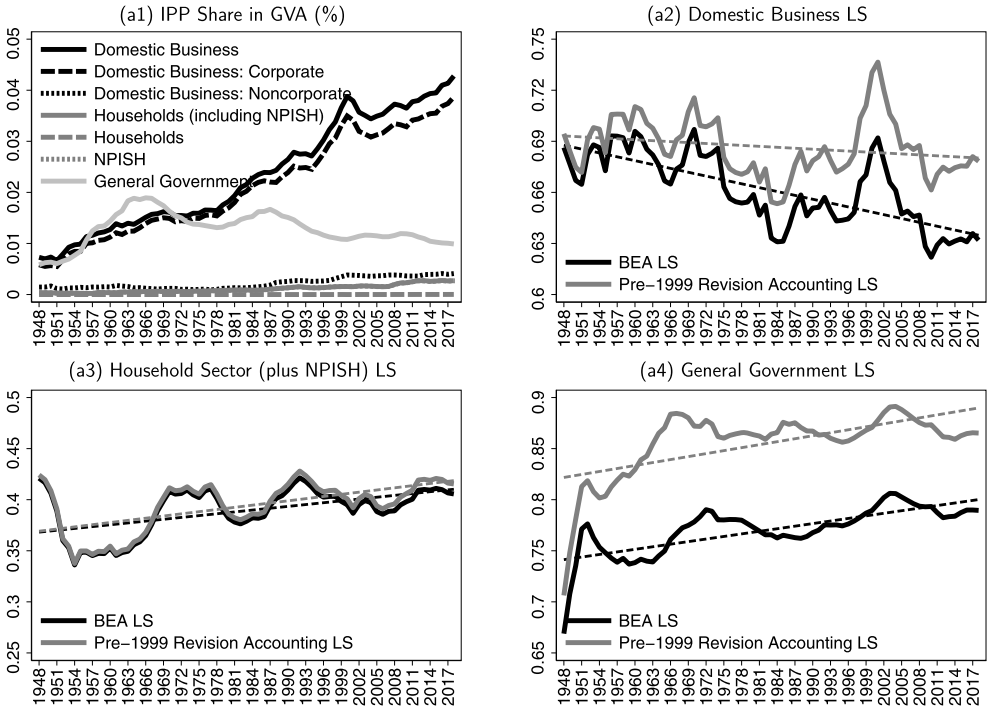 (a1) IPP Share in GVA (%)
0.05
0.04
0.03
0.02
0.01
0
Domestic Business
Domestic Business: Corporate
Domestic Business: Noncorporate
Households (including NPISH)
Households
NPISH
General Government
1948 1951 1954 1957 1960 1963 1966 1969 1972 1975 1978 1981 1984 1987 1990 1993 1996 1999 2002 2005 2008 2011 2014 2017
(a2) Domestic Business LS
0.75
0.72
0.69
0.66
0.63
0.6
BEA LS
Pre−1999 Revision Accounting LS
1948 1951 1954 1957 1960 1963 1966 1969 1972 1975 1978 1981 1984 1987 1990 1993 1996 1999 2002 2005 2008 2011 2014 2017
(a3) Household Sector (plus NPISH) LS
0.5
0.45
0.4
0.35
0.3
0.25
BEA LS
Pre−1999 Revision Accounting LS
1948 1951 1954 1957 1960 1963 1966 1969 1972 1975 1978 1981 1984 1987 1990 1993 1996 1999 2002 2005 2008 2011 2014 2017
(a4) General Government LS
0.9
0.85
0.8
0.75
0.7
0.65
BEA LS
Pre−1999 Revision Accounting LS
1948 1951 1954 1957 1960 1963 1966 1969 1972 1975 1978 1981 1984 1987 1990 1993 1996 1999 2002 2005 2008 2011 2014 2017